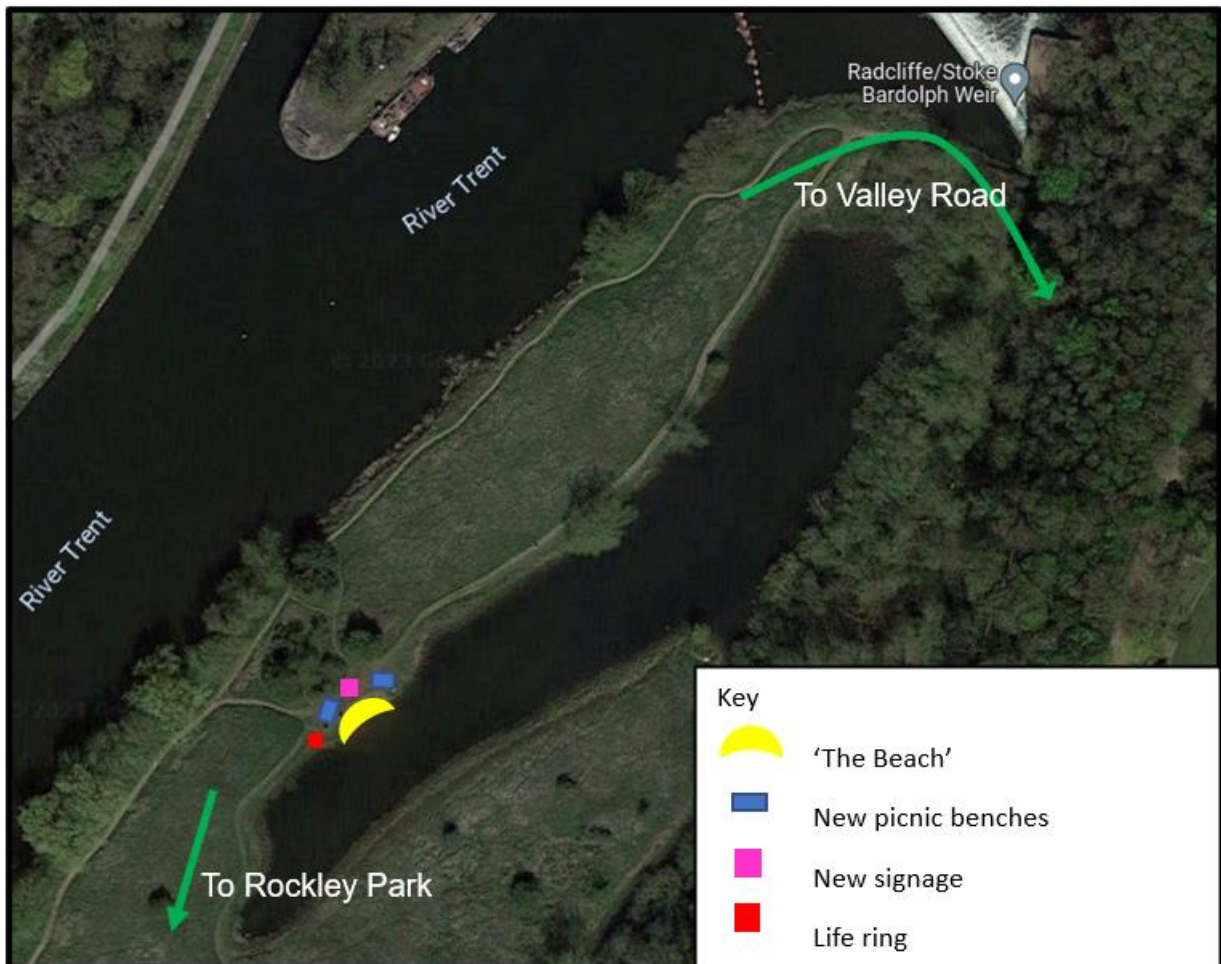 Radcliffe/Stoke
Bardolph Weir
River Trent
To Valley Road
River Trent
To Rockley Park
Key
‘The Beach’
New picnic benches
New signage
Life ring